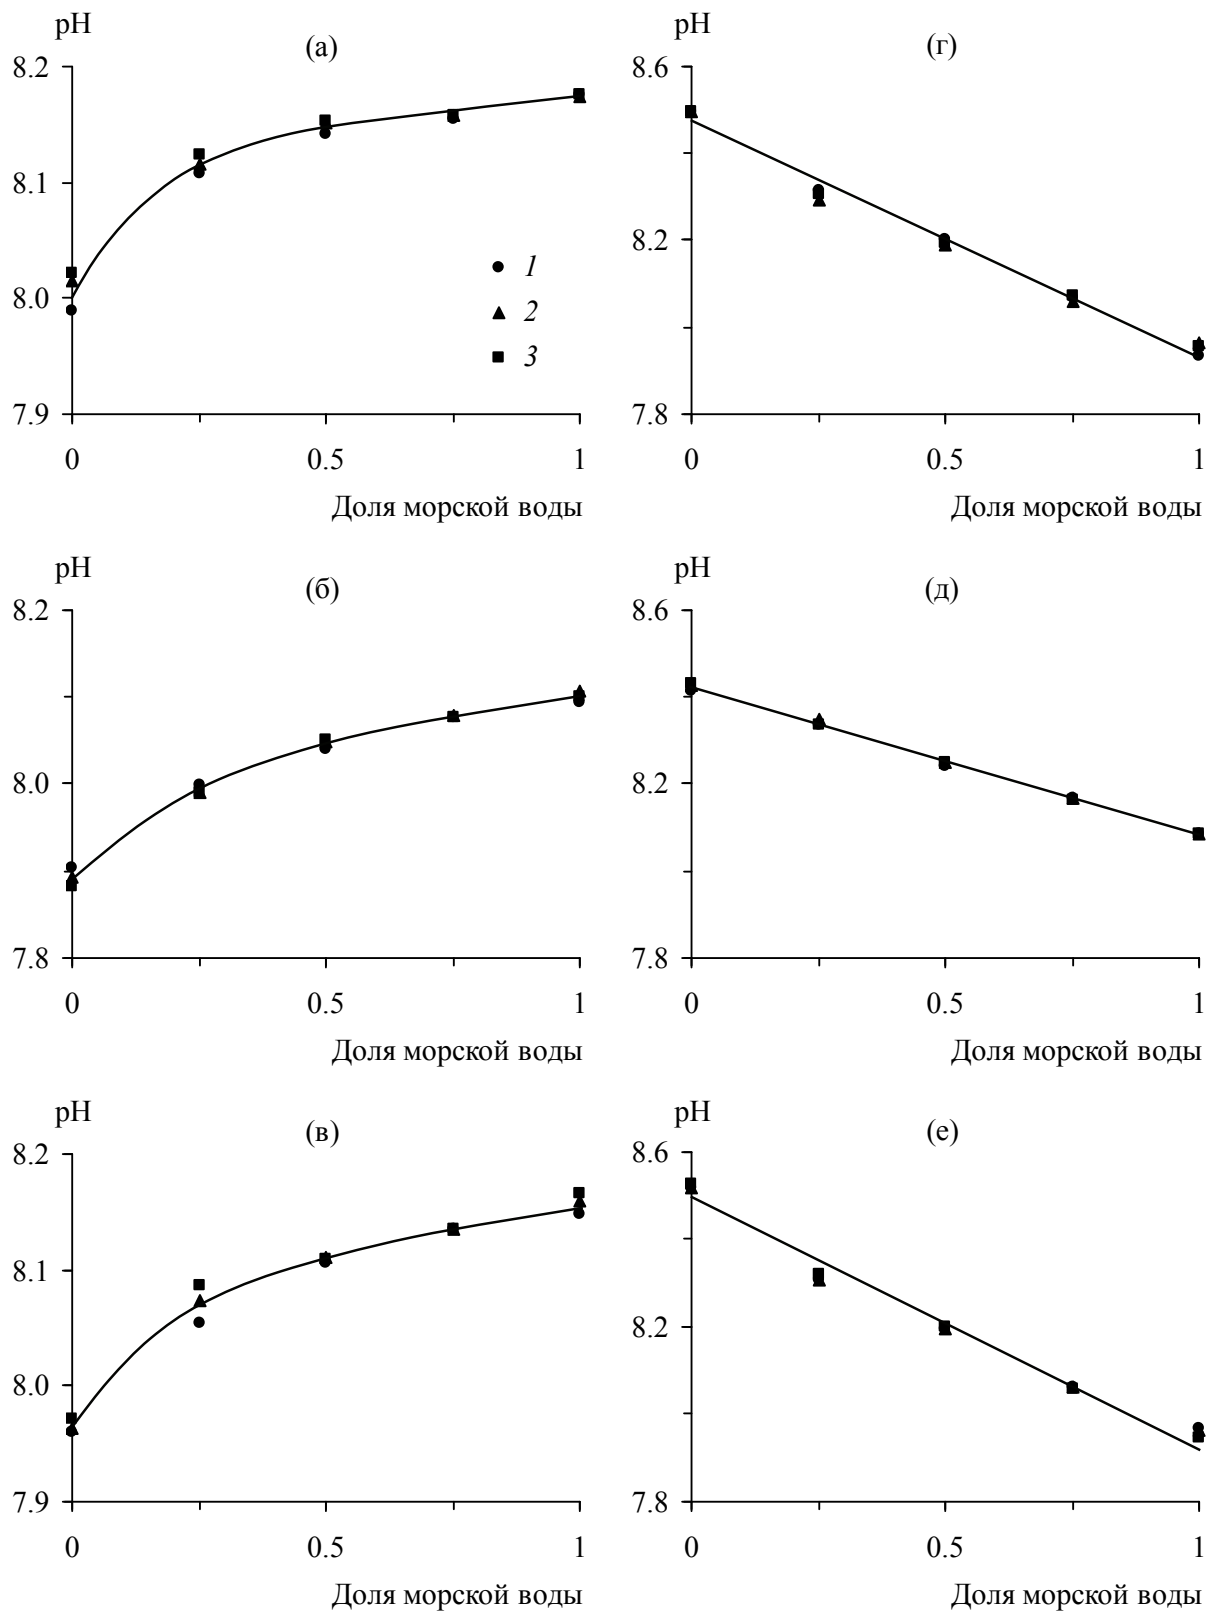 pH
(а)
8.2
8.1
8.0
7.9
1
2
3
0
0.5
1
Доля морской воды
pH
(г)
8.6
8.2
7.8
0
0.5
1
Доля морской воды
pH
(б)
8.2
8.0
7.8
0
0.5
1
Доля морской воды
pH
(д)
8.6
8.2
7.8
0
0.5
1
Доля морской воды
pH
(в)
8.2
8.1
8.0
7.9
0
0.5
1
Доля морской воды
pH
(е)
8.6
8.2
7.8
0
0.5
1
Доля морской воды